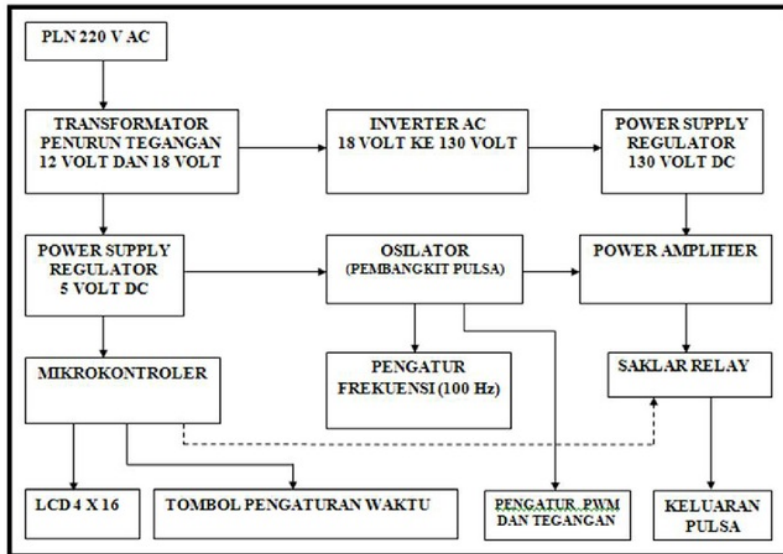 PLN 220 V AC
TRANSFORMATOR
PENURUN TEGANGAN
12 VOLT DAN 18 VOLT
INVERTER AC
18 VOLT KE 130 VOLT
POWER SUPPLY
REGULATOR
130 VOLT DC
POWER SUPPLY
REGULATOR
5 VOLT DC
OSILATOR
(PEMBANGKIT PULSA)
POWER AMPLIFIER
MIKROKONTROLER
PENGATUR
FREKUENSI (100 Hz)
SAKLAR RELAY
LCD 4 X 16
TOMBOL PENGATURAN WAKTU
PENGATUR PWM
DAN TEGANGAN
KELUARAN
PULSA